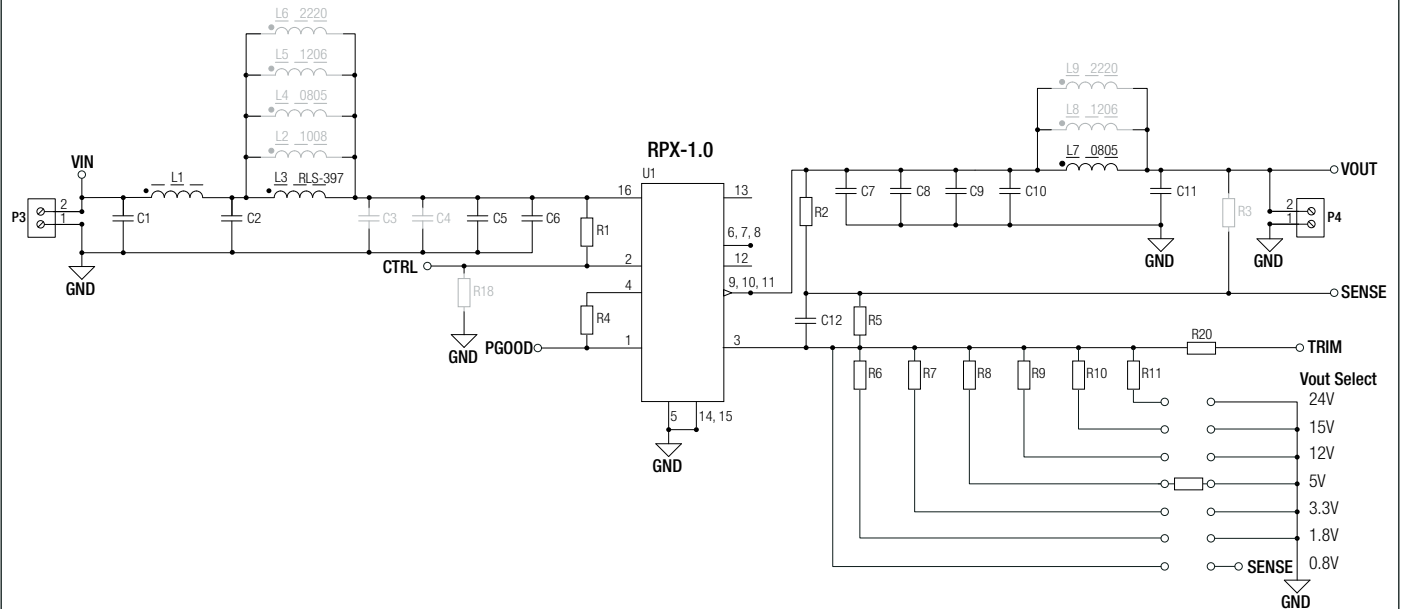 L6 2220
L5 1206
L4 0805
L2 1008
L3 RLS-397
L1
VIN
P3
2
1
GND
C1
C2
C3
C4
C5
C6
R1
CTRL
R18
GND
R4
PGOOD
RPX-1.0
U1
16
2
4
1
13
6, 7, 8
12
9, 10, 11
3
5
14, 15
GND
L9 2220
L8 1206
L7 0805
R2
C7
C8
C9
C10
C11
GND
R3
VOUT
2
1
P4
GND
SENSE
C12
R5
R20
TRIM
R6
R7
R8
R9
R10
R11
Vout Select
24V
15V
12V
5V
3.3V
1.8V
SENSE
0.8V
GND